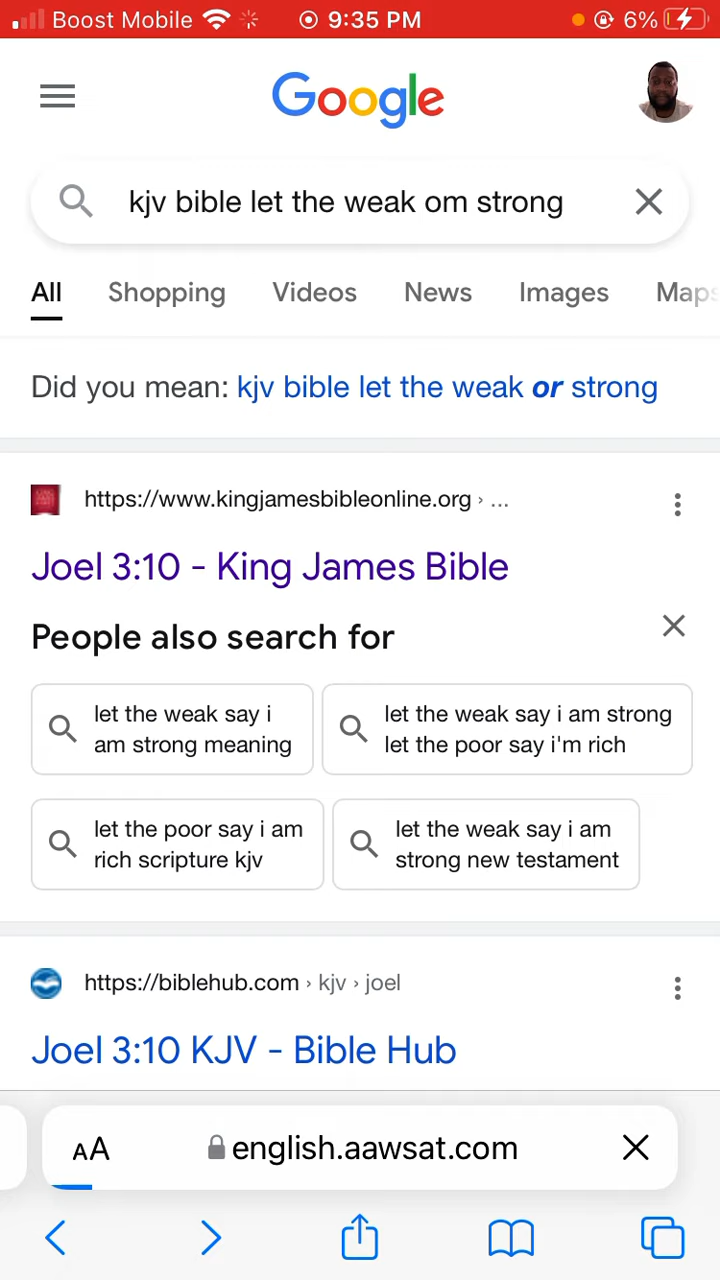 Boost Mobile 9:35 PM 6%
Google
kjv bible let the weak om strong
All Shopping Videos News Images Maps
Did you mean: kjv bible let the weak or strong
https://www.kingjamesbibleonline.org › ...
Joel 3:10 - King James Bible
People also search for
let the weak say i
am strong meaning
let the weak say i am strong
let the poor say i'm rich
let the poor say i am
rich scripture kjv
let the weak say i am
strong new testament
https://biblehub.com › kjv › joel
Joel 3:10 KJV - Bible Hub
AA english.aawsat.com